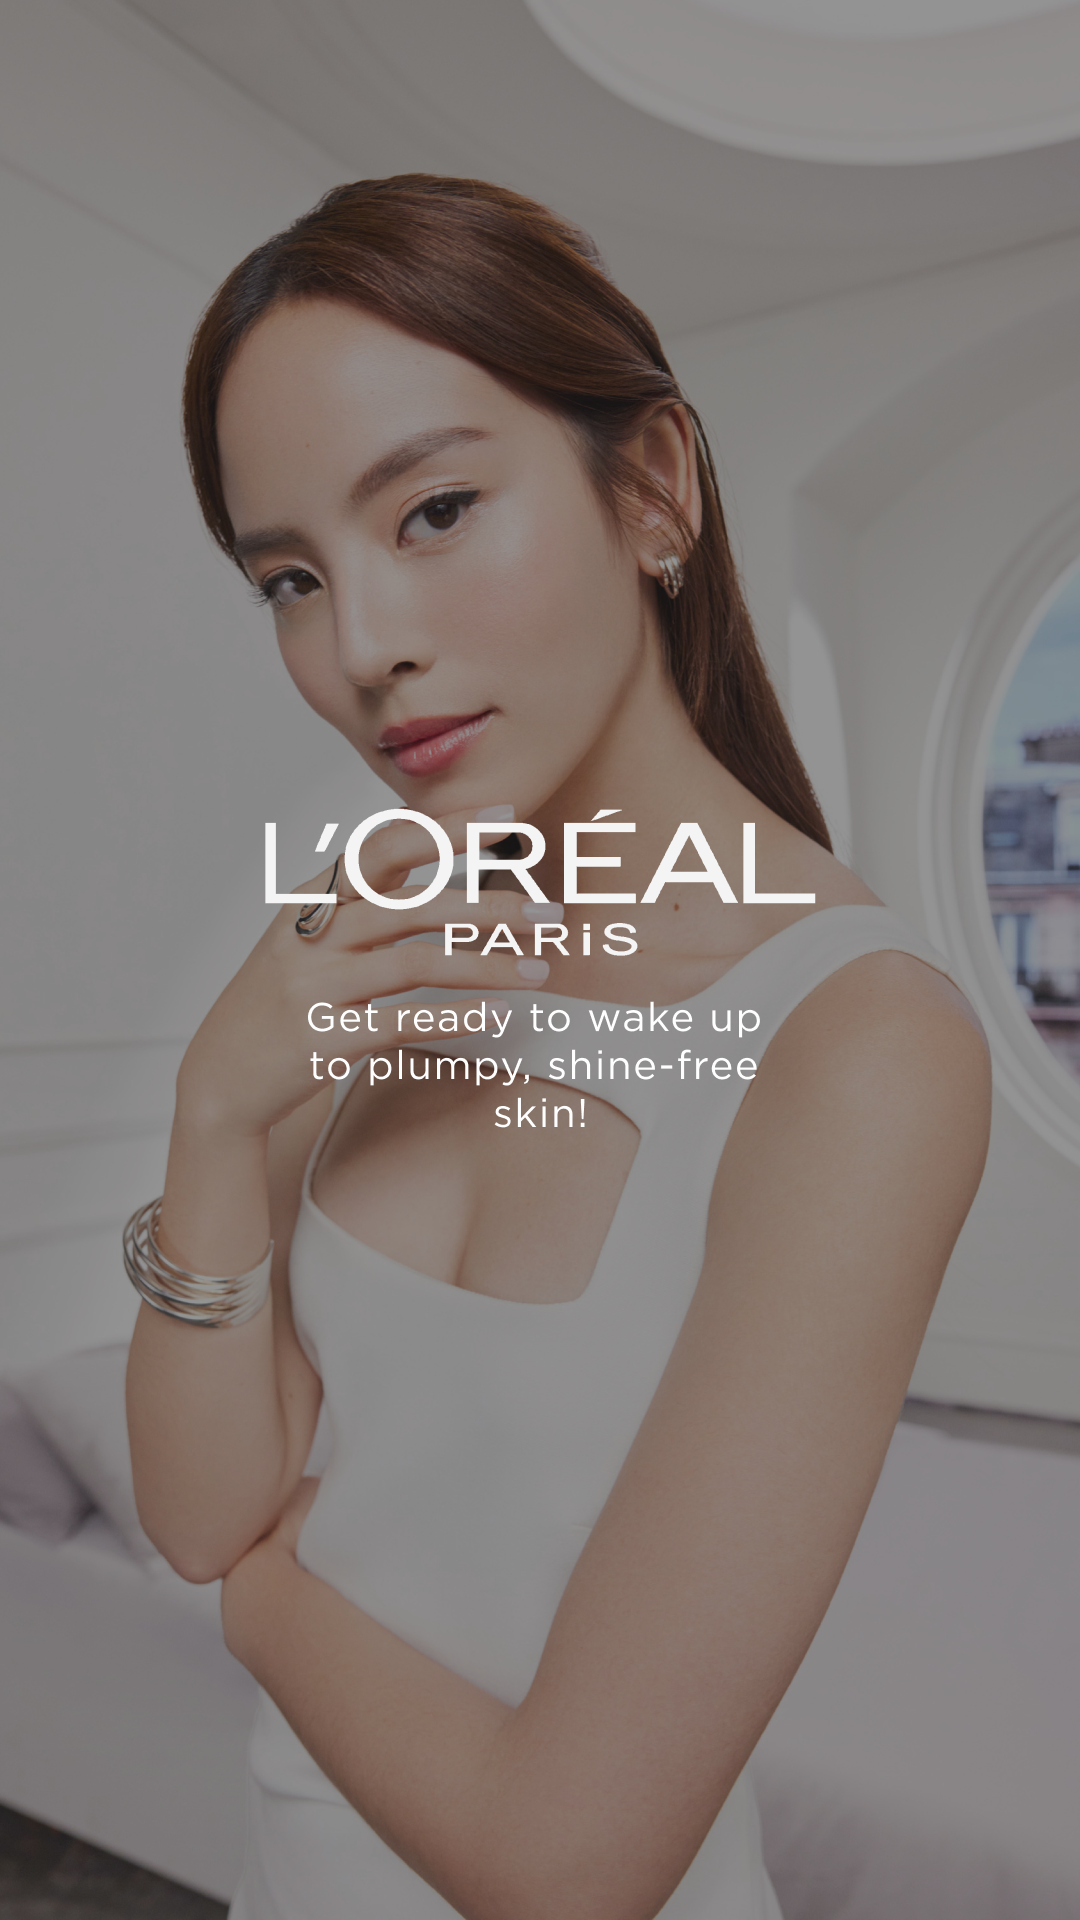 L'ORÉAL
PARiS
Get ready to wake up
to plumpy, shine-free
skin!